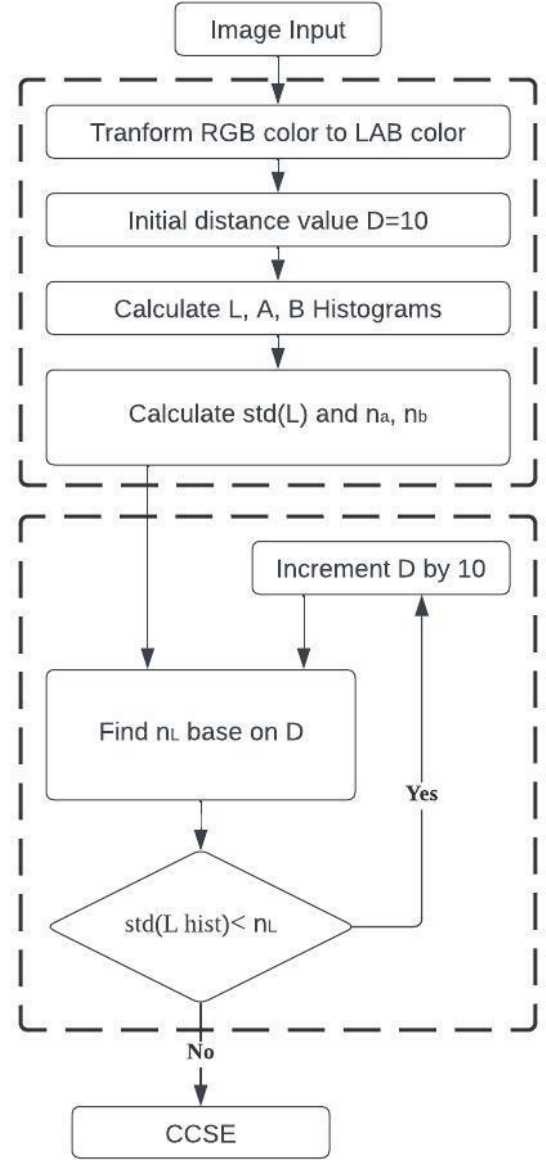 Image Input
Tranform RGB color to LAB color
Initial distance value D=10
Calculate L, A, B Histograms
Calculate std(L) and na, nb
Increment D by 10
Find nL base on D
Yes
std(L hist)< nL
No
CCSE